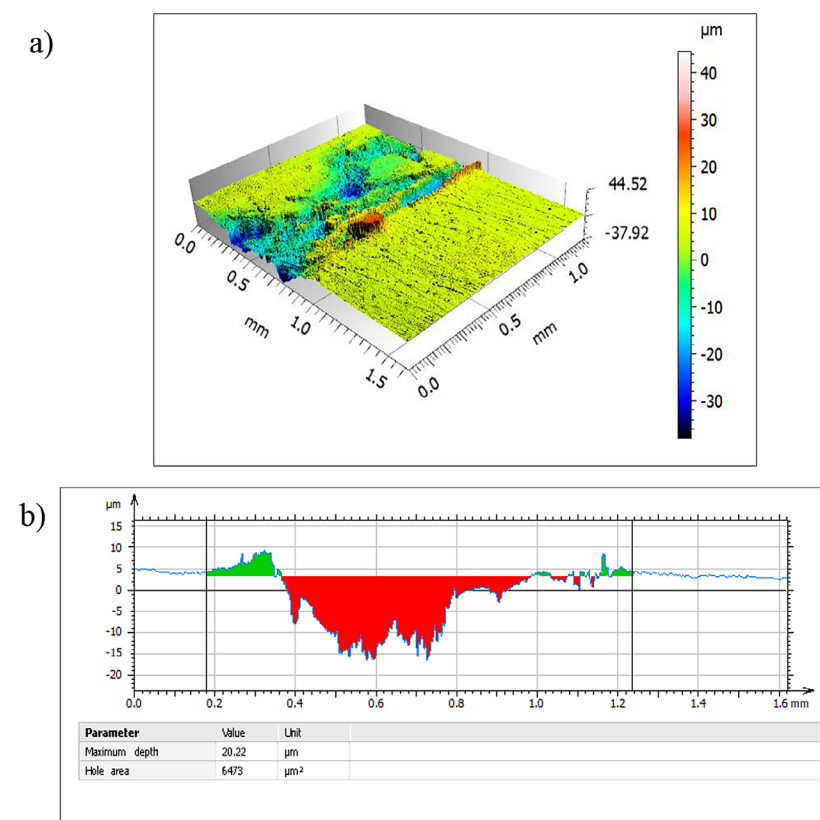 a)
µm
40
30
20
10
0
-10
-20
-30
44.52
-37.92
0.0
0.5
1.0
1.5
mm
0.0
0.5
1.0
mm
b)
µm
15
10
5
0
-5
-10
-15
-20
0.0 0.2 0.4 0.6 0.8 1.0 1.2 1.4 1.6 mm
Parameter Value Unit
Maximum depth 20.22 µm
Hole area 6473 µm²